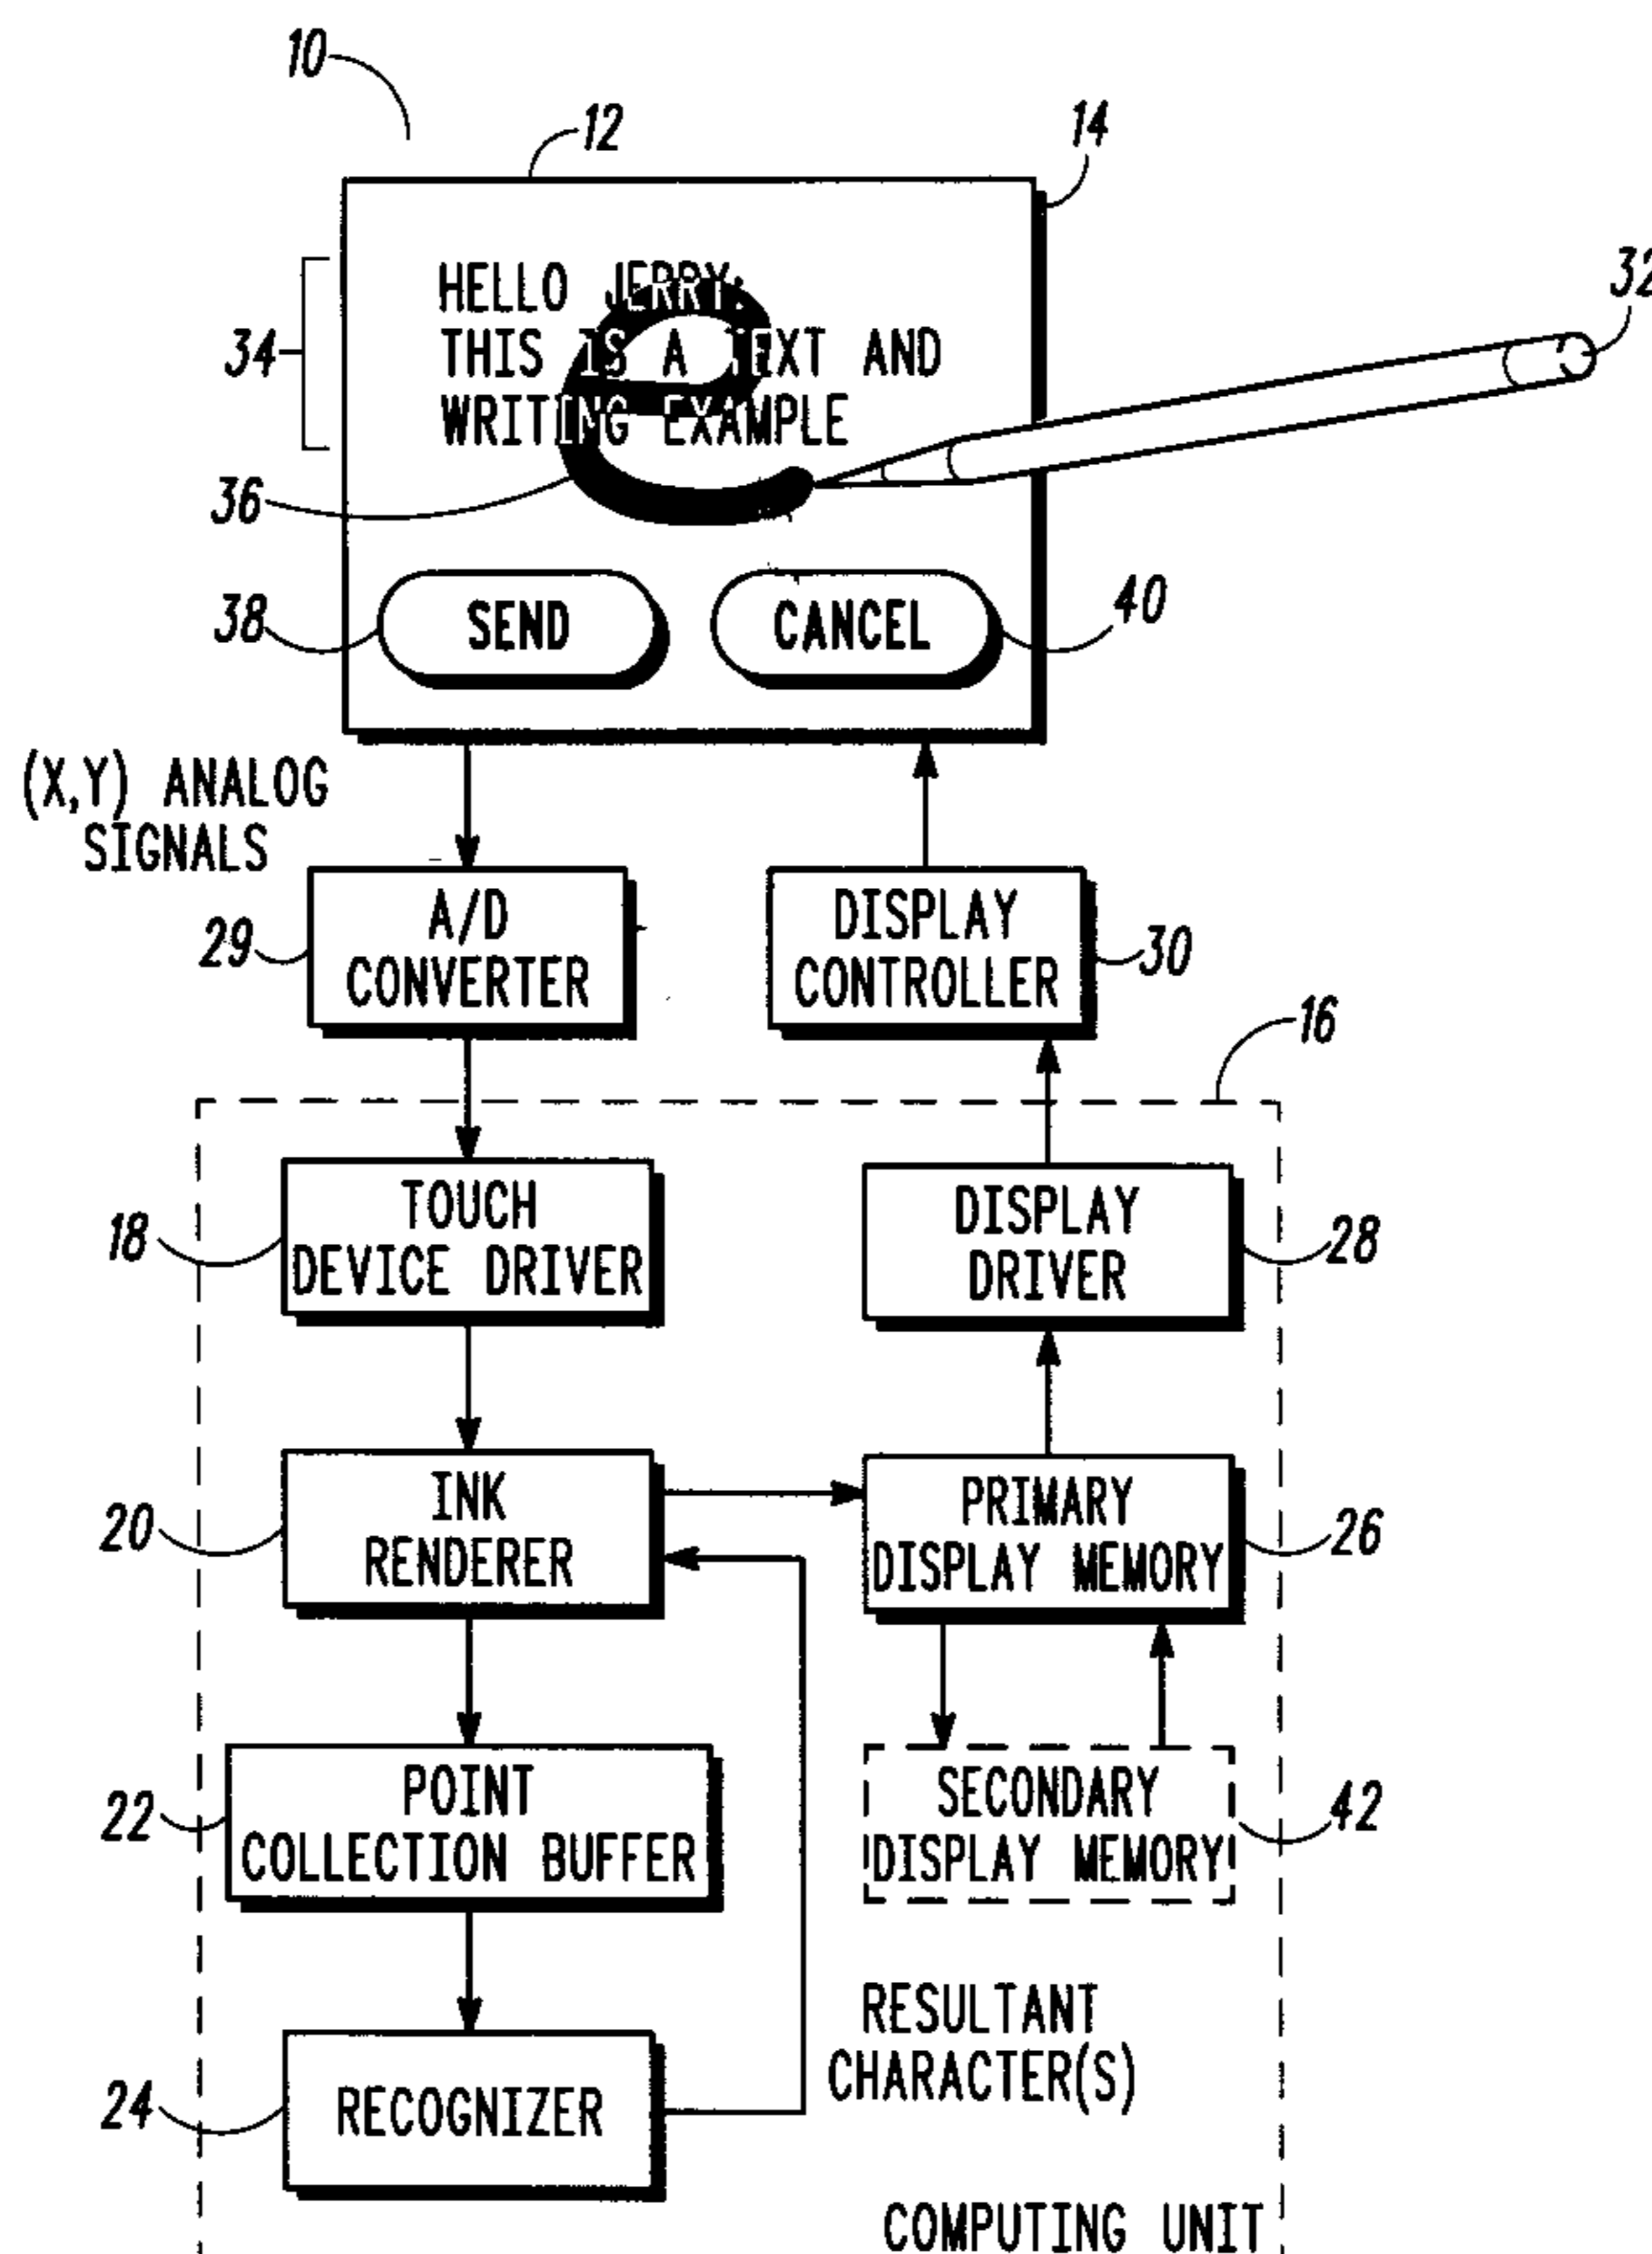 10
12
14
HELLO JERRY:
32
THIS IS A TEXT AND
34
WRITING EXAMPLE
36
38
SEND
CANCEL
40
(X,Y) ANALOG
SIGNALS
A/D
CONVERTER
29
DISPLAY
CONTROLLER
30
16
TOUCH
DEVICE DRIVER
18
DISPLAY
DRIVER
28
INK
RENDERER
20
PRIMARY
DISPLAY MEMORY
26
POINT
COLLECTION BUFFER
22
SECONDARY
DISPLAY MEMORY
42
RESULTANT
CHARACTER(S)
24
RECOGNIZER
COMPUTING UNIT